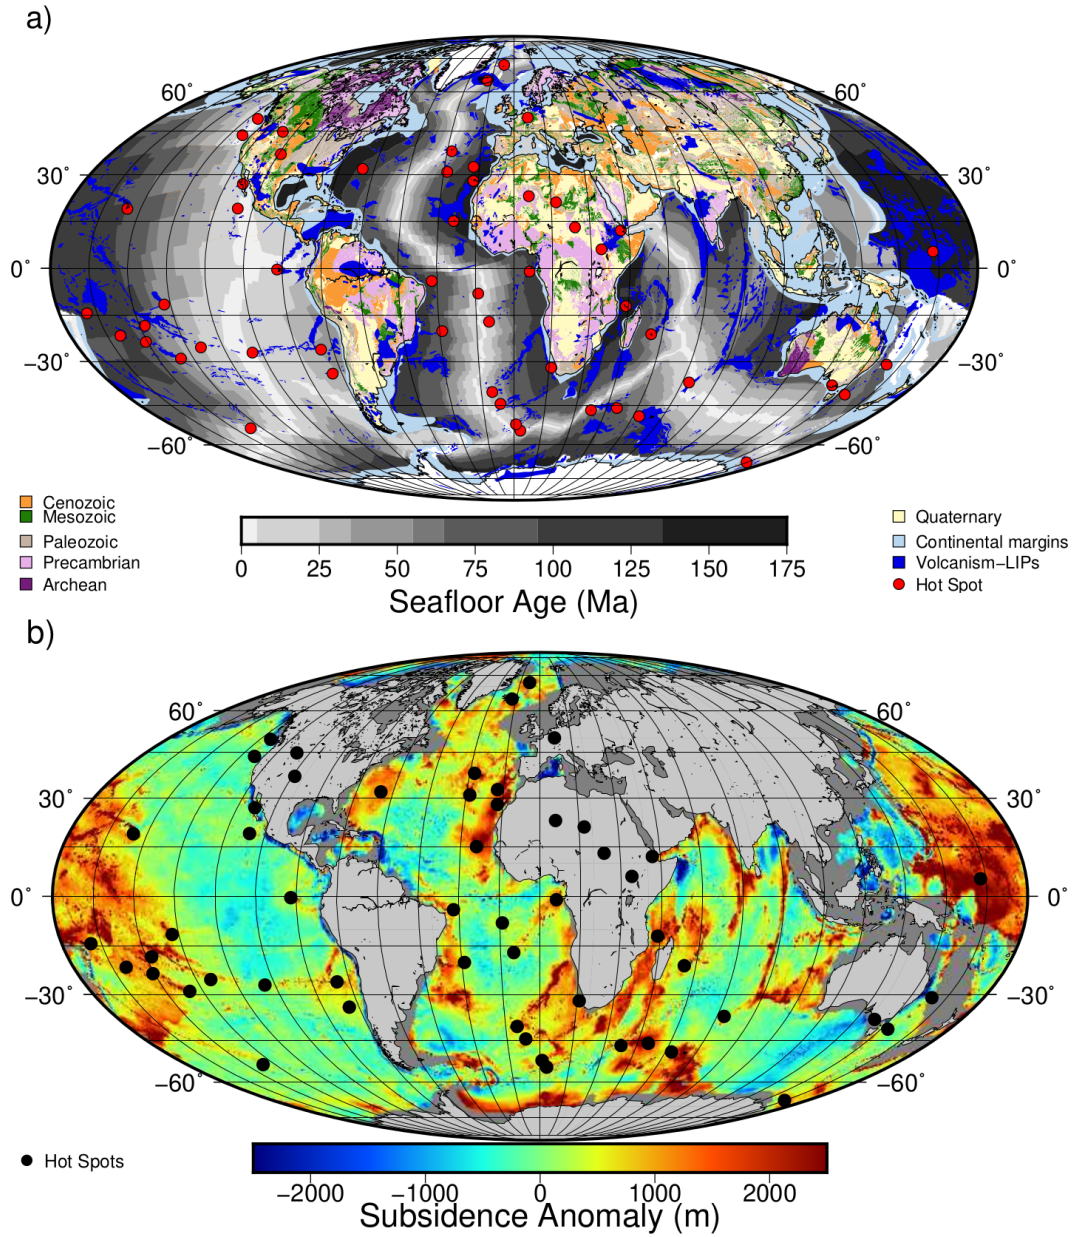 a)
60° 60°
30° 30°
0° 0°
−30° −30°
−60° −60°
Cenozoic
Mesozoic
Paleozoic
Precambrian
Archean
0 25 50 75 100 125 150 175
Seafloor Age (Ma)
Quaternary
Continental margins
Volcanism−LIPs
Hot Spot
b)
60° 60°
30° 30°
0° 0°
−30° −30°
−60° −60°
Hot Spots
−2000 −1000 0 1000 2000
Subsidence Anomaly (m)